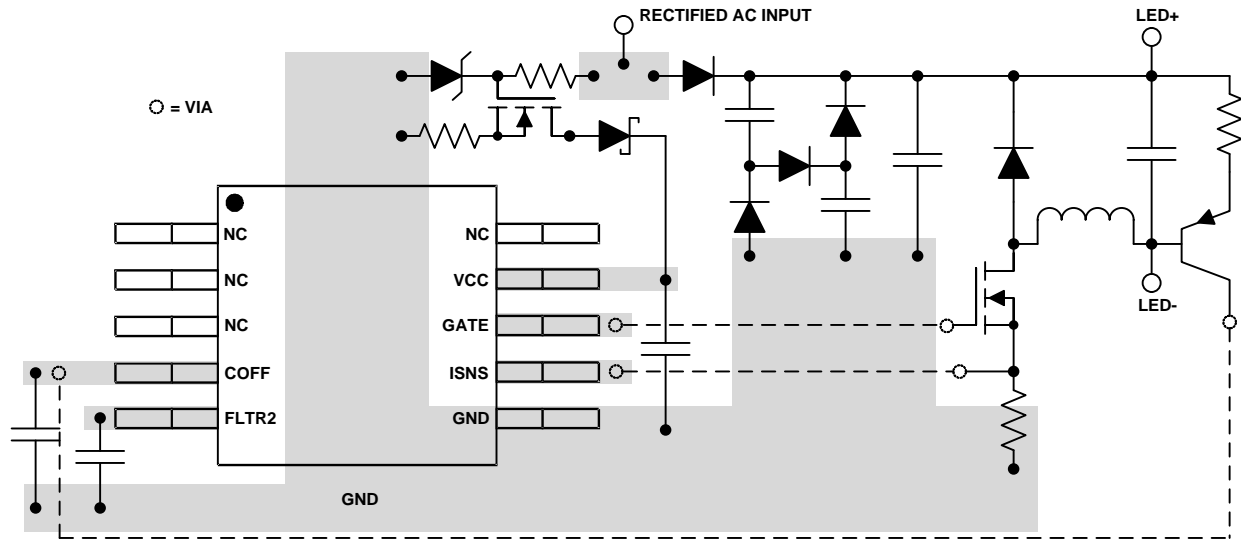 RECTIFIED AC INPUT
LED+
= VIA
NC
NC
NC
VCC
NC
GATE
LED-
COFF
ISNS
FLTR2
GND
GND